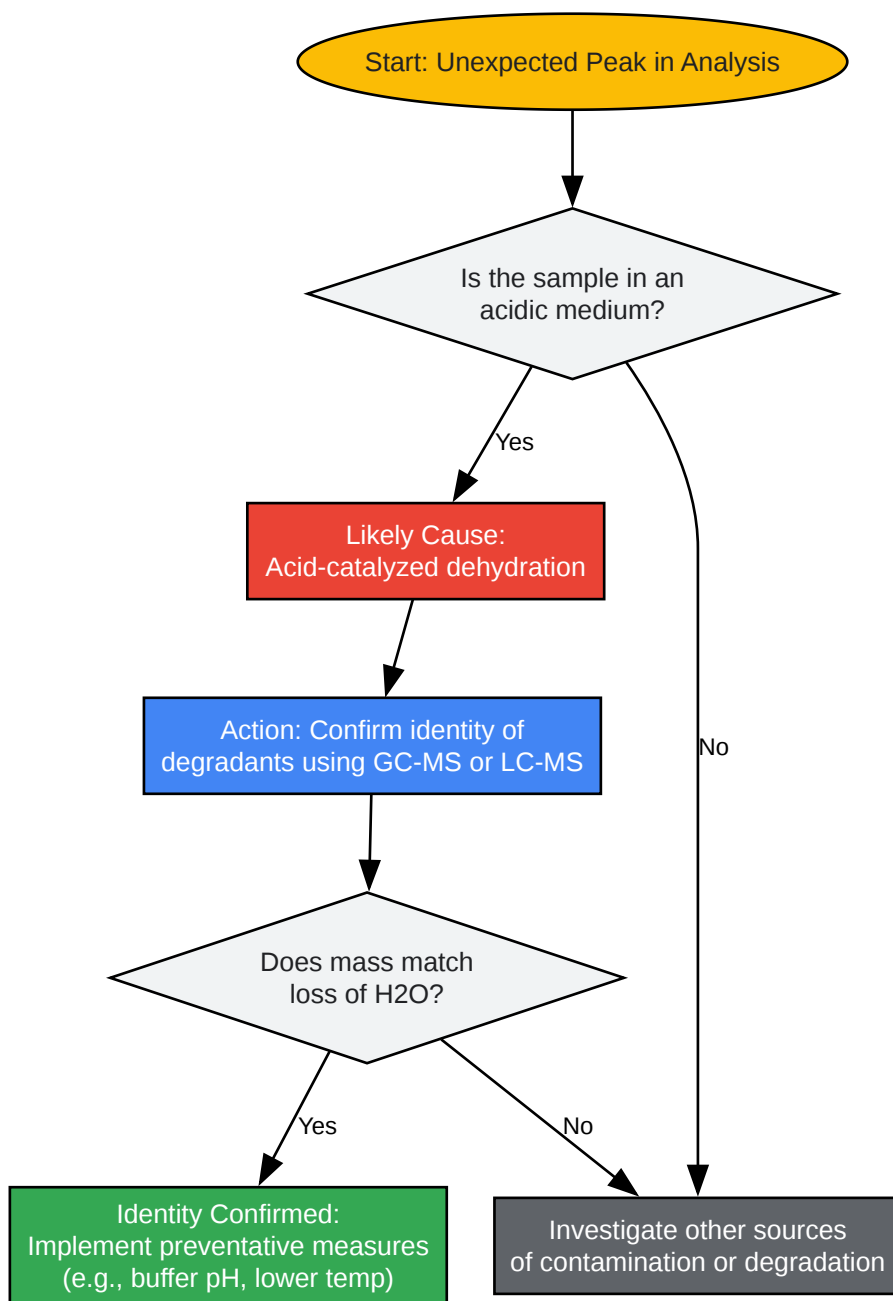 Start: Unexpected Peak in Analysis
Is the sample in an
acidic medium?
Yes
Likely Cause:
Acid-catalyzed dehydration
Action: Confirm identity of
degradants using GC-MS or LC-MS
No
Does mass match
loss of H2O?
Yes
No
Identity Confirmed:
Implement preventative measures
(e.g., buffer pH, lower temp)
Investigate other sources
of contamination or degradation